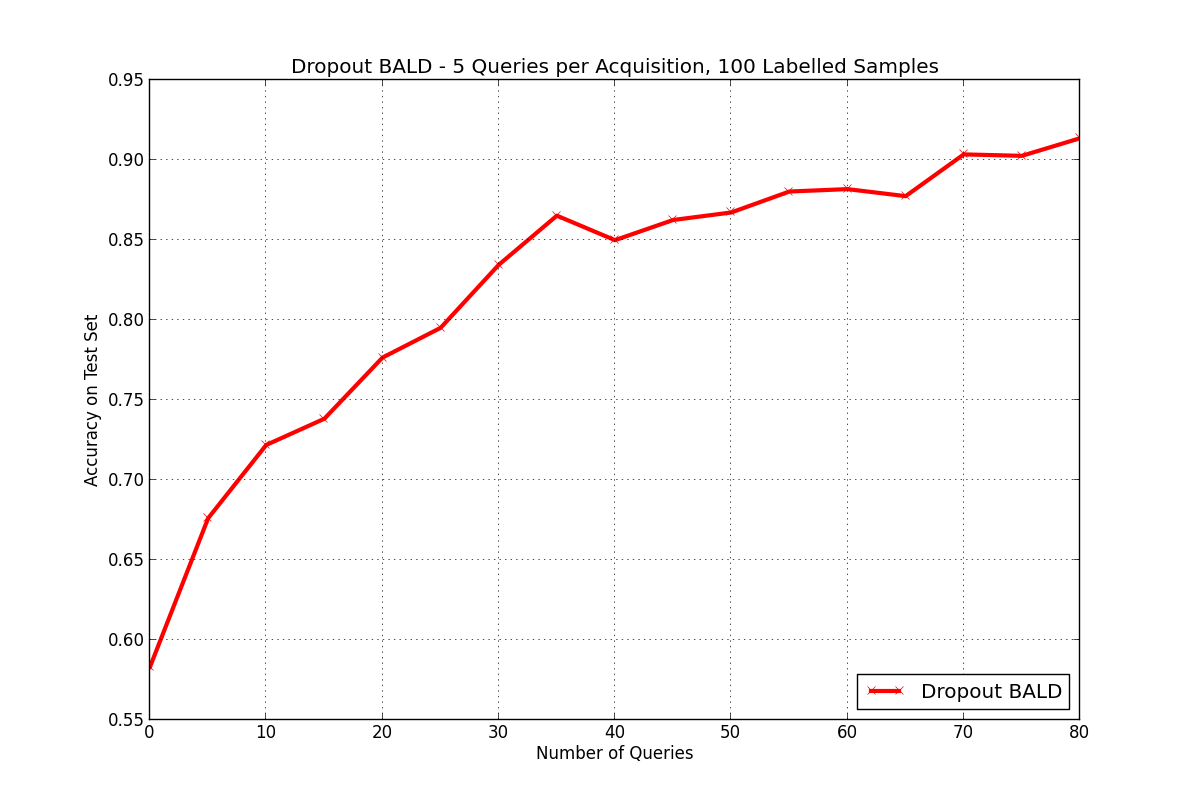 Dropout BALD - 5 Queries per Acquisition, 100 Labelled Samples
0.95
0.90
0.85
0.80
0.75
0.70
0.65
0.60
0.55
Accuracy on Test Set
Dropout BALD
0 10 20 30 40 50 60 70 80
Number of Queries